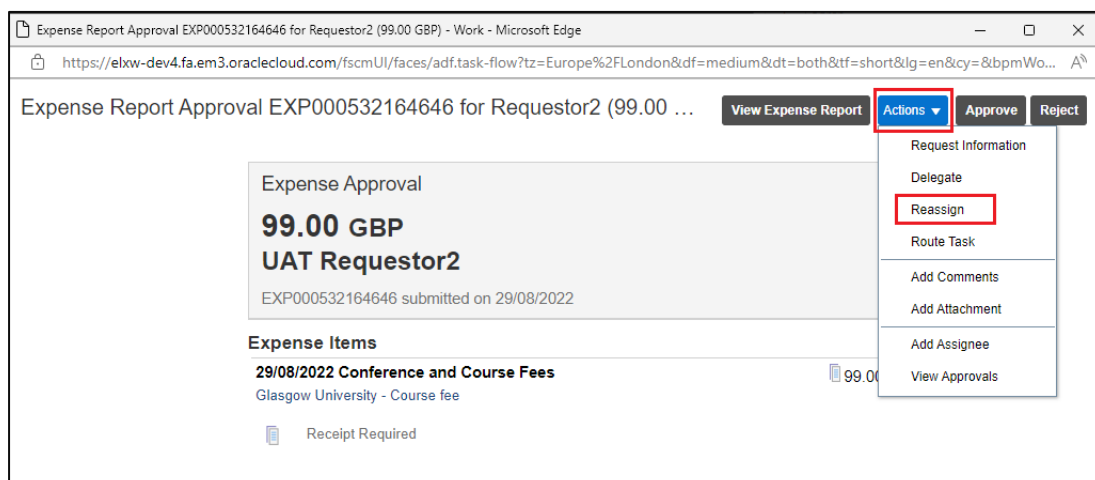 Expense Report Approval EXP000532164646 for Requestor2 (99.00 GBP) - Work - Microsoft Edge
https://elxw-dev4.fa.em3.oraclecloud.com/fscmUI/faces/adf.task-flow?tz=Europe%2FLondon&df=medium&dt=both&tf=short&lg=en&cy=&bpmWo...
Expense Report Approval EXP000532164646 for Requestor2 (99.00 ...
View Expense Report
Actions
Approve
Reject
Request Information
Delegate
Reassign
Route Task
Add Comments
Add Attachment
Add Assignee
View Approvals
Expense Approval
99.00 GBP
UAT Requestor2
EXP000532164646 submitted on 29/08/2022
Expense Items
29/08/2022 Conference and Course Fees
99.00
Glasgow University - Course fee
Receipt Required